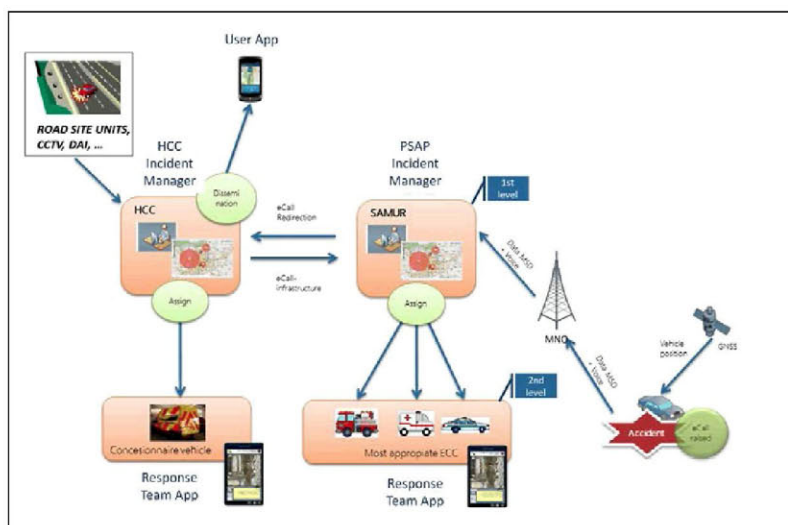 User App
ROAD SITE UNITS,
CCTV, DAI, ...
HCC
Incident
Manager
PSAP
Incident
Manager
Dissemi
nation
1st
level
HCC
eCall
Redirection
SAMUR
eCall-
infrastructure
Data MSD
+ Voice
Assign
Assign
MNO
Vehicle
position
GNSS
Data MSD
+ Voice
2nd
level
Accident
eCall
raised
Concesionnaire vehicle
Most appropiate ECC
Response
Team App
Response
Team App